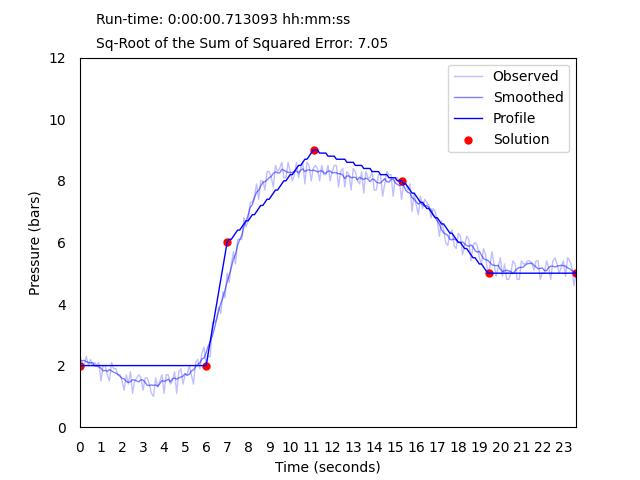 Run-time: 0:00:00.713093 hh:mm:ss
Sq-Root of the Sum of Squared Error: 7.05
12
10
8
6
4
2
0
Pressure (bars)
Observed
Smoothed
Profile
Solution
0 1 2 3 4 5 6 7 8 9 10 11 12 13 14 15 16 17 18 19 20 21 22 23
Time (seconds)